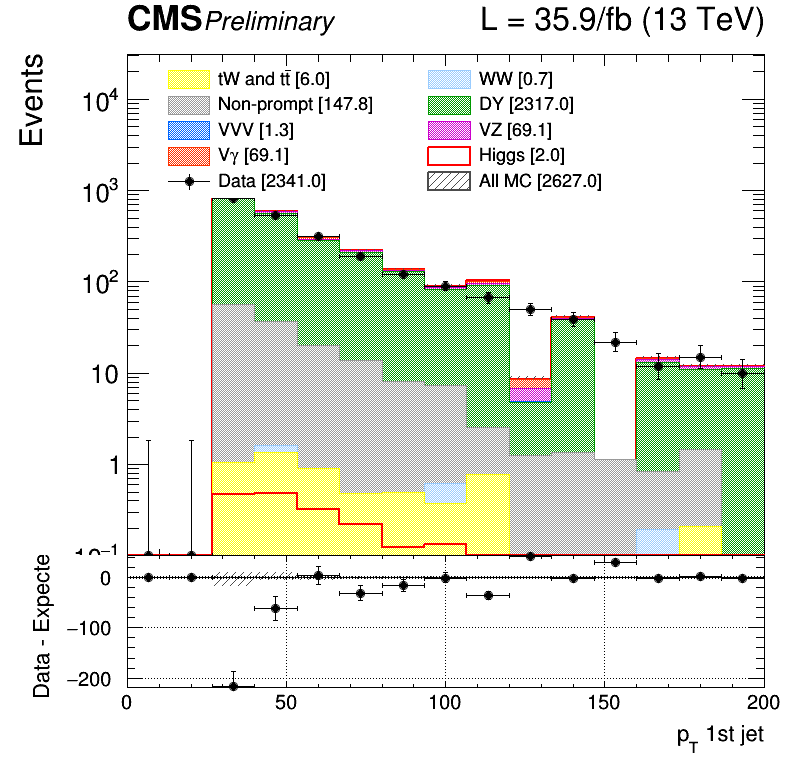 CMS Preliminary L = 35.9/fb (13 TeV)
Events
tW and tt̄ [6.0] WW [0.7]
Non-prompt [147.8] DY [2317.0]
VVV [1.3] VZ [69.1]
Vγ [69.1] Higgs [2.0]
Data [2341.0] All MC [2627.0]
10⁴
10³
10²
10
1
10⁻¹
Data - Expecte
0
−100
−200
0 50 100 150 200
p_T 1st jet